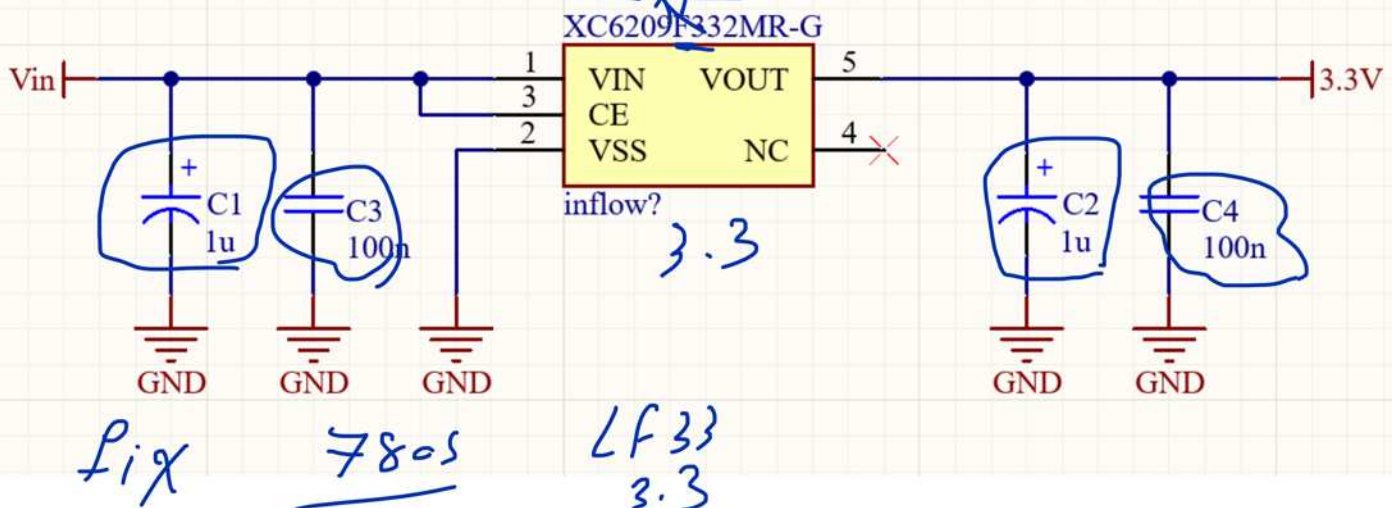 XC6209F332MR-G
Vin
1
VIN
VOUT
5
3.3V
3
CE
2
VSS
NC
4
+
C1
1u
C3
100n
inflow?
3.3
+
C2
1u
C4
100n
GND
GND
GND
GND
GND
fix
7805
LF33
3.3